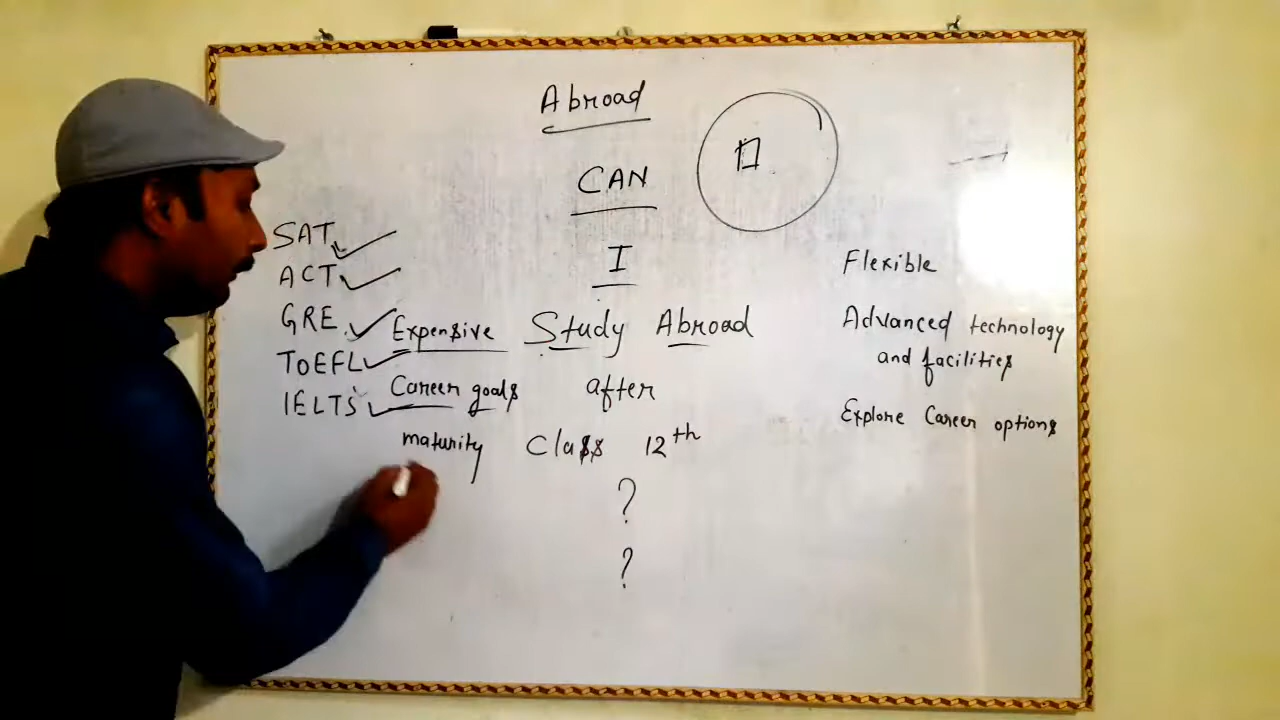 Abroad
CAN
I
Study Abroad
after
Class 12th
?
?
SAT
ACT
GRE
TOEFL
IELTS
Expensive
Career goals
maturity
Flexible
Advanced technology
and facilities
Explore Career options